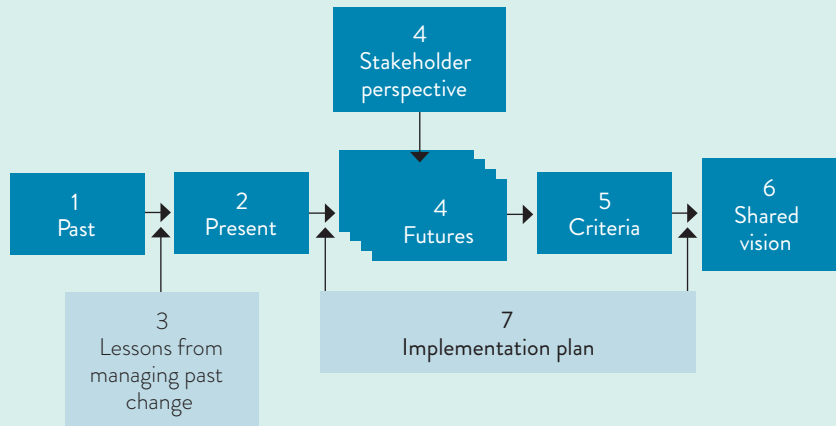 4
Stakeholder
perspective
1
Past
2
Present
4
Futures
5
Criteria
6
Shared
vision
3
Lessons from
managing past
change
7
Implementation plan